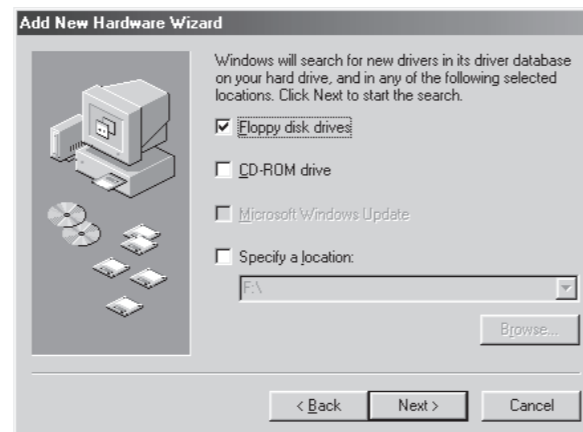 Add New Hardware Wizard
Windows will search for new drivers in its driver database
on your hard drive, and in any of the following selected
locations. Click Next to start the search.
Floppy disk drives
CD-ROM drive
Microsoft Windows Update
Specify a location:
F:\
Browse...
< Back
Next >
Cancel